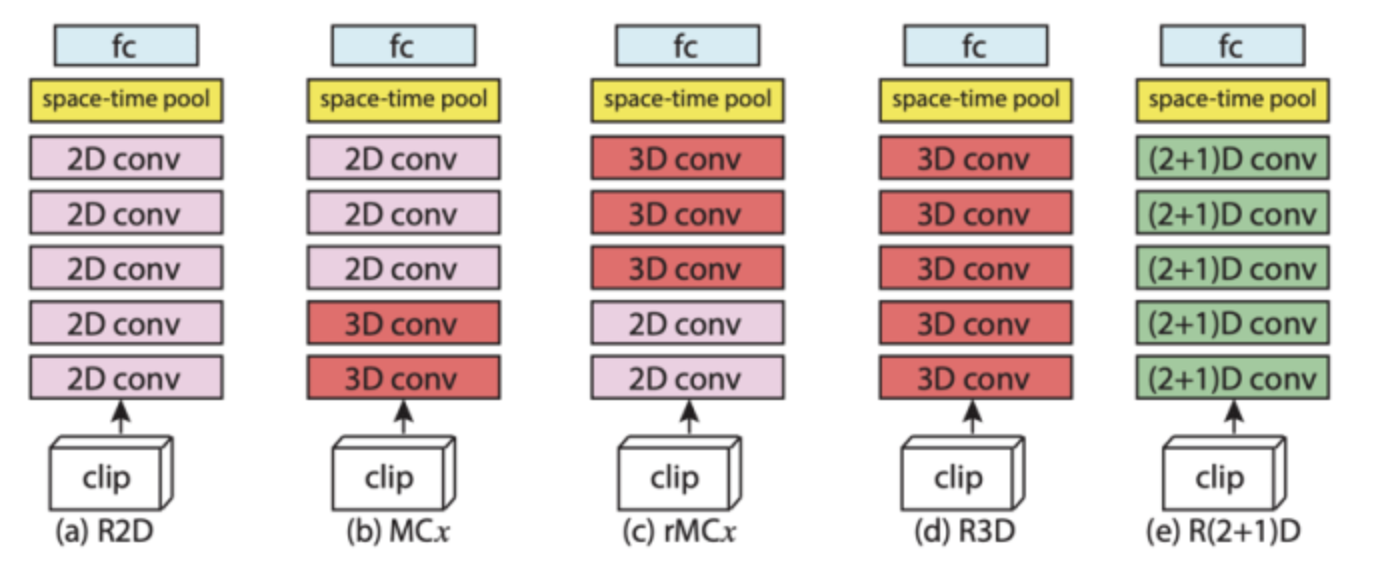 fc
space-time pool
2D conv
2D conv
2D conv
2D conv
2D conv
clip
(a) R2D
fc
space-time pool
2D conv
2D conv
2D conv
3D conv
3D conv
clip
(b) MCx
fc
space-time pool
3D conv
3D conv
3D conv
2D conv
2D conv
clip
(c) rMCx
fc
space-time pool
3D conv
3D conv
3D conv
3D conv
3D conv
clip
(d) R3D
fc
space-time pool
(2+1)D conv
(2+1)D conv
(2+1)D conv
(2+1)D conv
(2+1)D conv
clip
(e) R(2+1)D